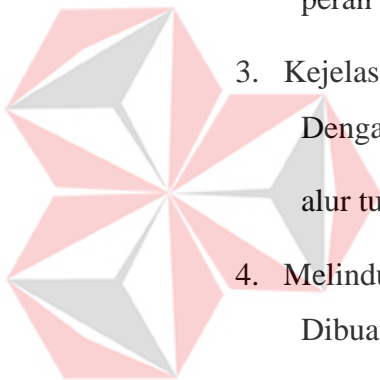 peran
3. Kejelas
Denga
alur tu
4. Melindu
Dibuat